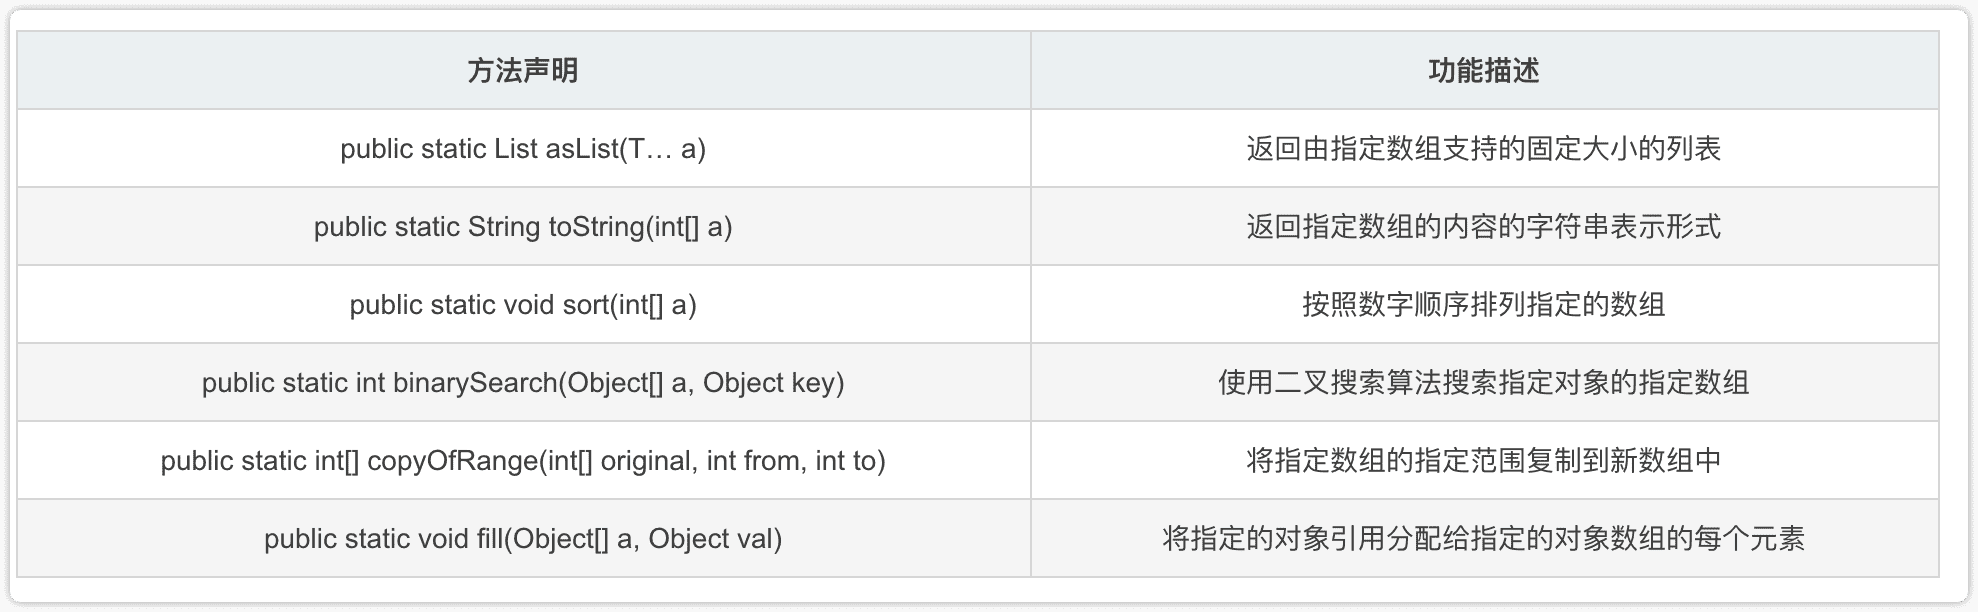 方法声明
功能描述
public static List asList(T… a)
返回由指定数组支持的固定大小的列表
public static String toString(int[] a)
返回指定数组的内容的字符串表示形式
public static void sort(int[] a)
按照数字顺序排列指定的数组
public static int binarySearch(Object[] a, Object key)
使用二叉搜索算法搜索指定对象的指定数组
public static int[] copyOfRange(int[] original, int from, int to)
将指定数组的指定范围复制到新数组中
public static void fill(Object[] a, Object val)
将指定的对象引用分配给指定的对象数组的每个元素